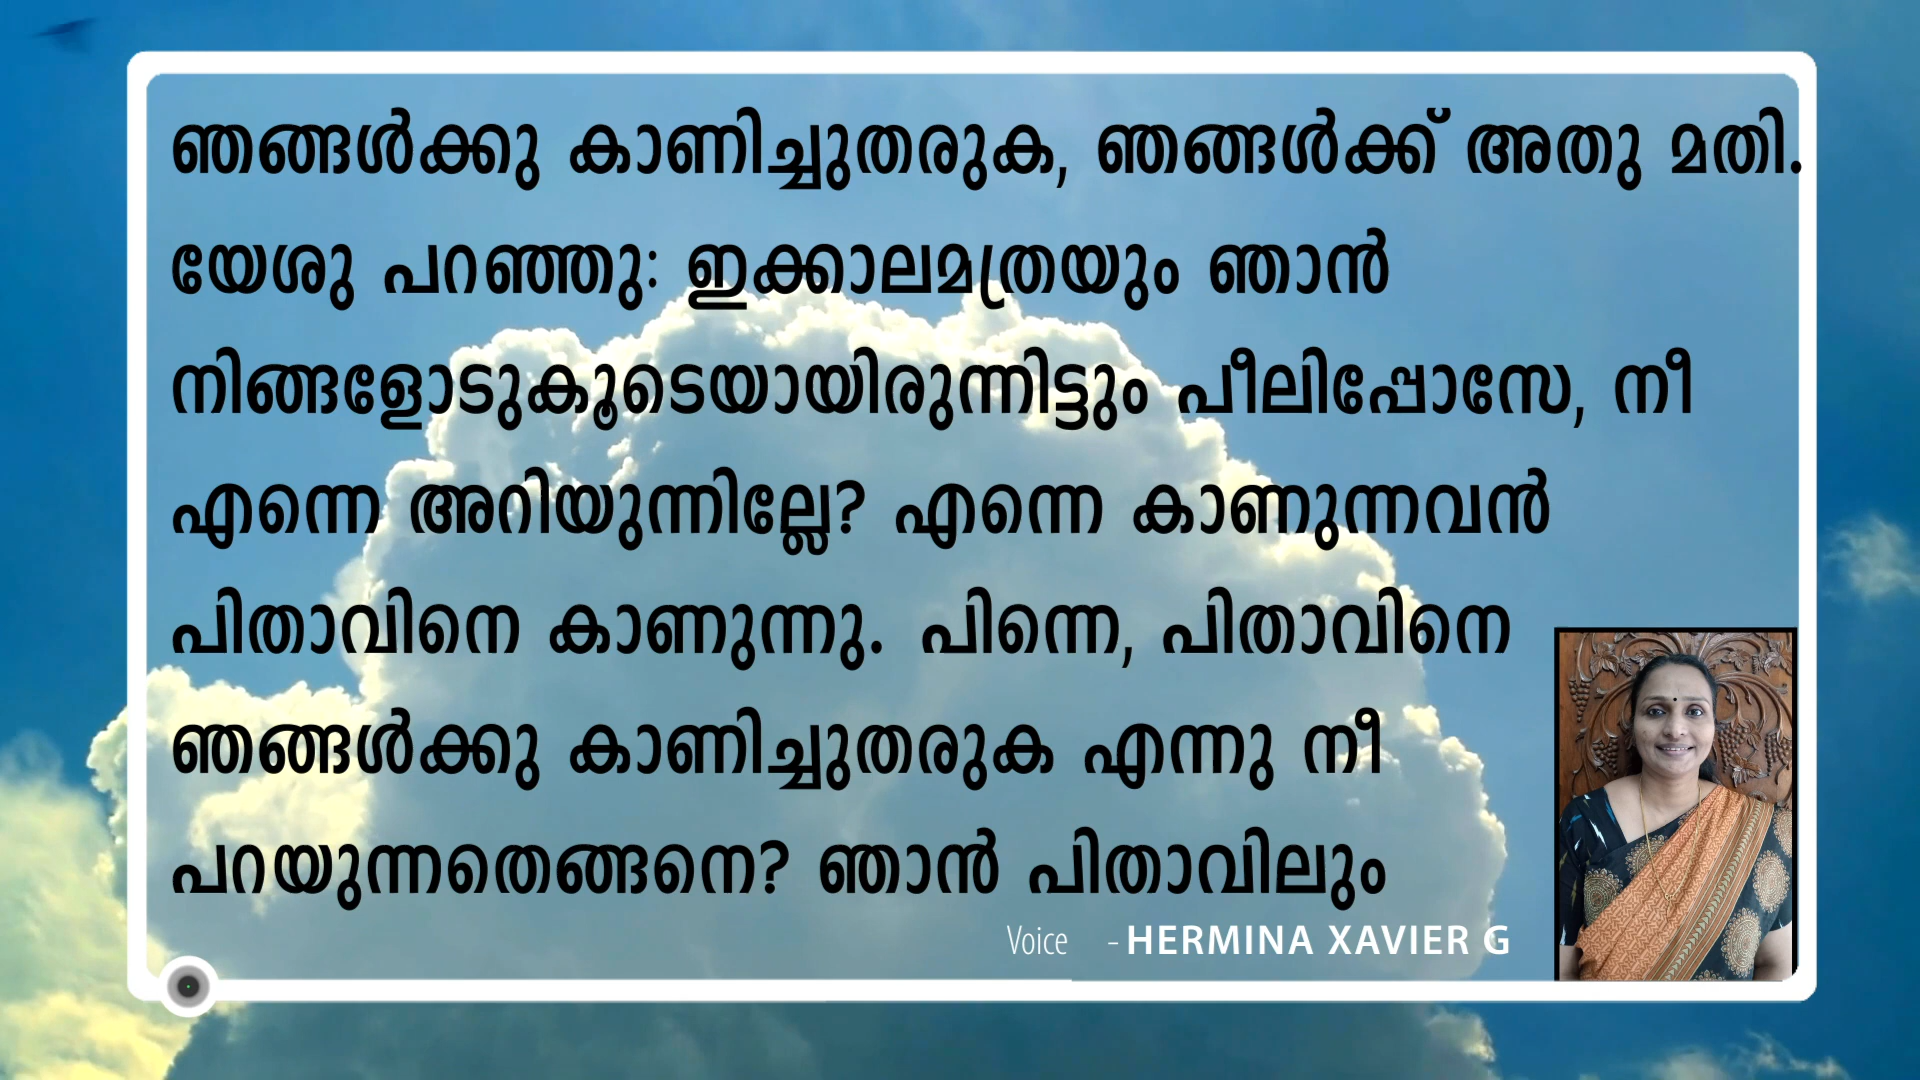 ഞങ്ങൾക്കു കാണിച്ചുതരുക, ഞങ്ങൾക്ക് അതു മതി.
യേശു പറഞ്ഞു: ഇക്കാലമത്രയും ഞാൻ
നിങ്ങളോടുകൂടെയായിരുന്നിട്ടും പീലിപ്പോസേ, നീ
എന്നെ അറിയുന്നില്ലേ? എന്നെ കാണുന്നവൻ
പിതാവിനെ കാണുന്നു. പിന്നെ, പിതാവിനെ
ഞങ്ങൾക്കു കാണിച്ചുതരുക എന്നു നീ
പറയുന്നതെങ്ങനെ? ഞാൻ പിതാവിലും
Voice - HERMINA XAVIER G